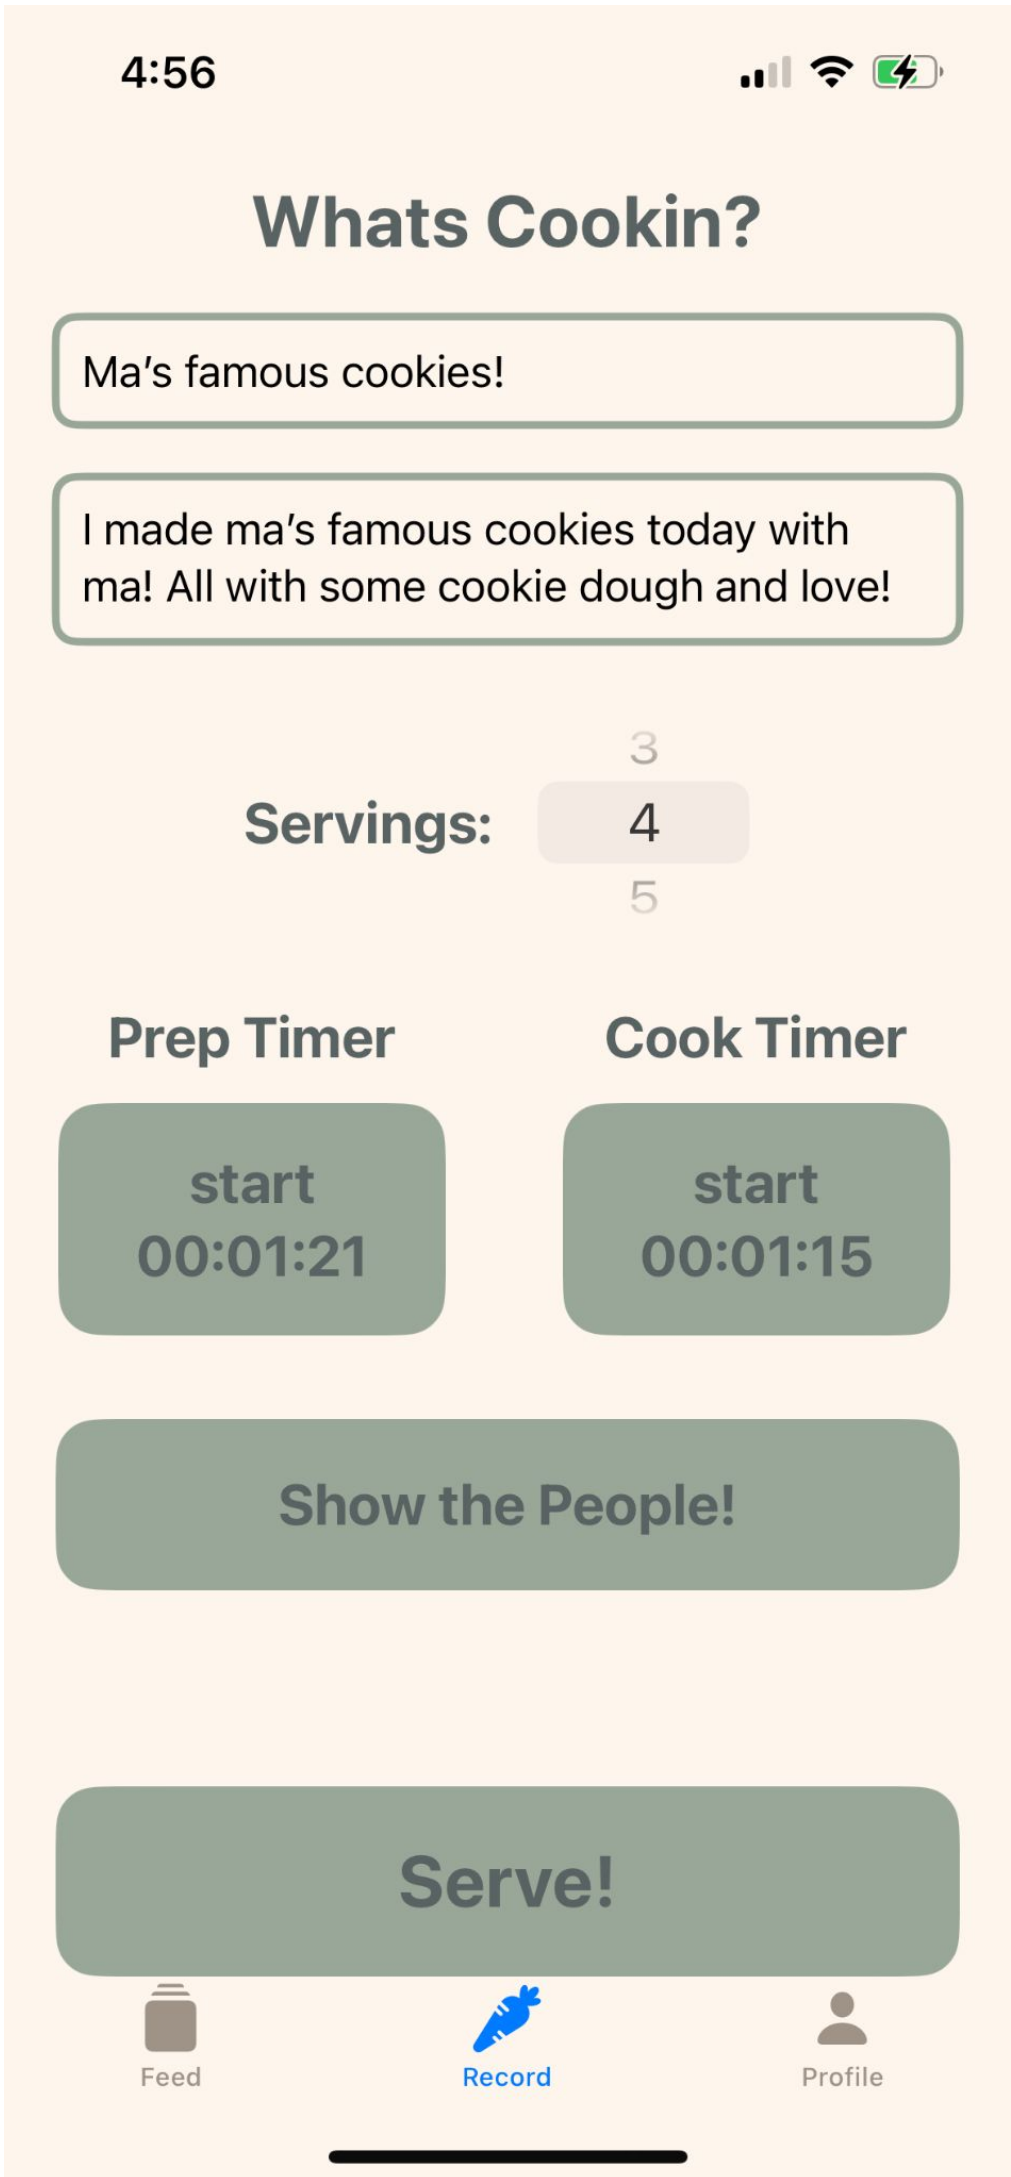 4:56
Whats Cookin?
Ma’s famous cookies!
I made ma’s famous cookies today with
ma! All with some cookie dough and love!
3
Servings: 4
5
Prep Timer Cook Timer
start start
00:01:21 00:01:15
Show the People!
Serve!
Feed Record Profile